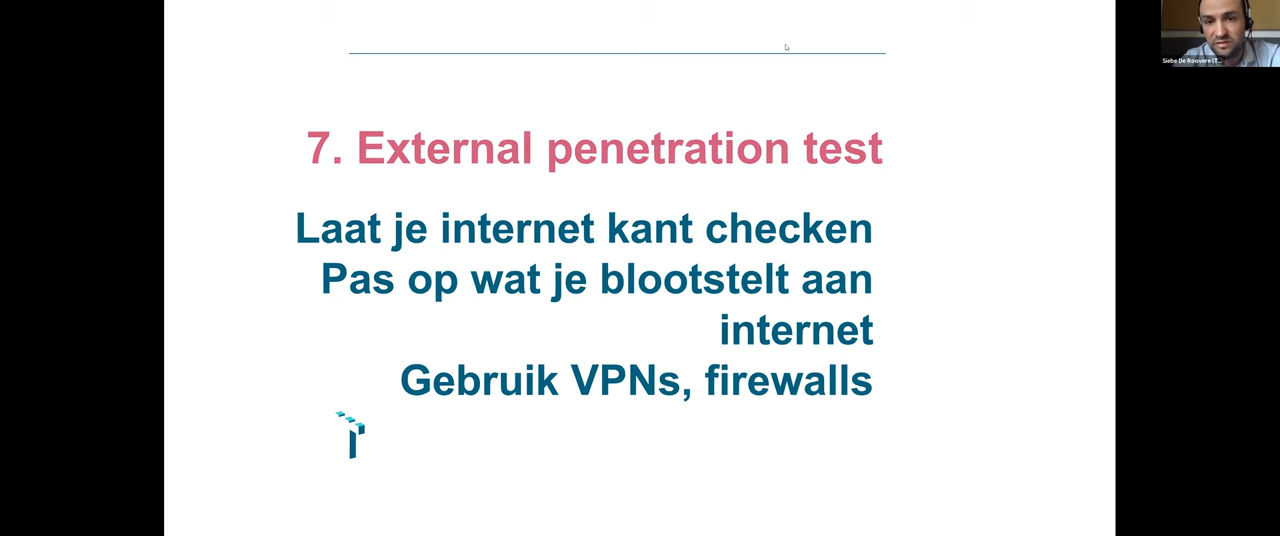 Siebe De Roovere (T...
7. External penetration test
Laat je internet kant checken
Pas op wat je blootstelt aan
internet
Gebruik VPNs, firewalls